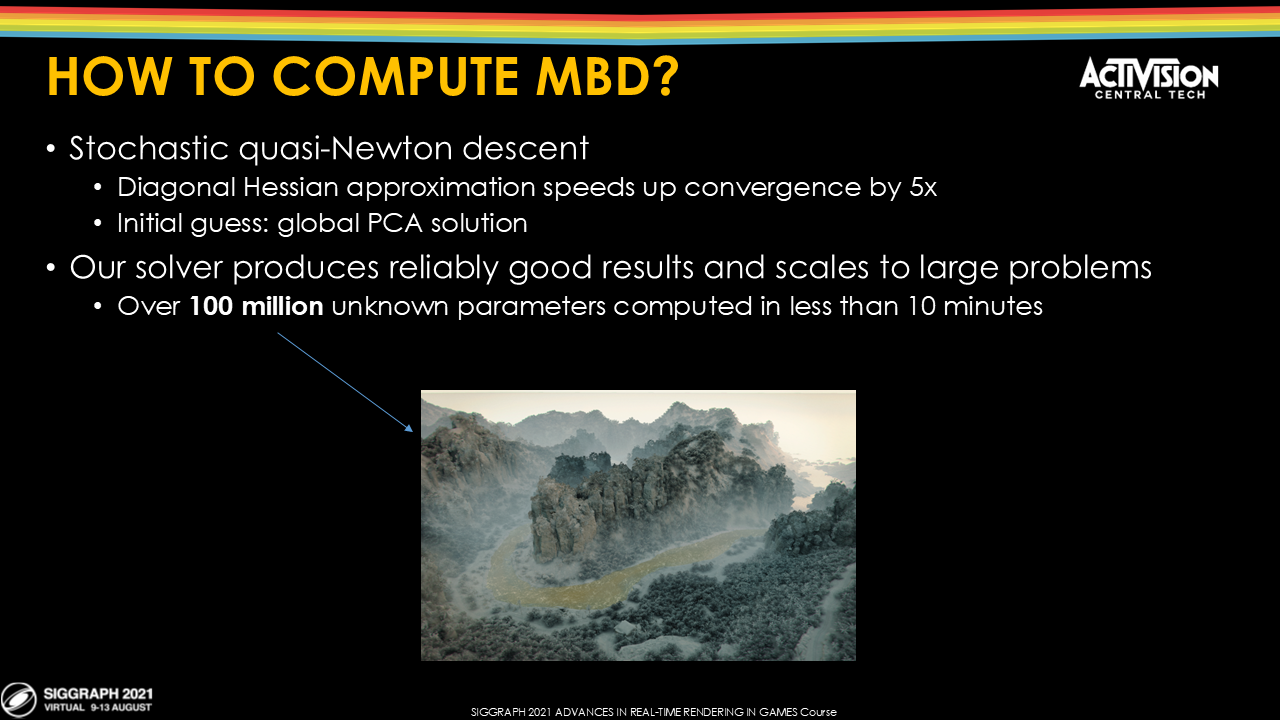 HOW TO COMPUTE MBD?
ACTIVISION
CENTRAL TECH
• Stochastic quasi-Newton descent
• Diagonal Hessian approximation speeds up convergence by 5x
• Initial guess: global PCA solution
• Our solver produces reliably good results and scales to large problems
• Over 100 million unknown parameters computed in less than 10 minutes
SIGGRAPH 2021
VIRTUAL 9-13 AUGUST
SIGGRAPH 2021 ADVANCES IN REAL-TIME RENDERING IN GAMES Course